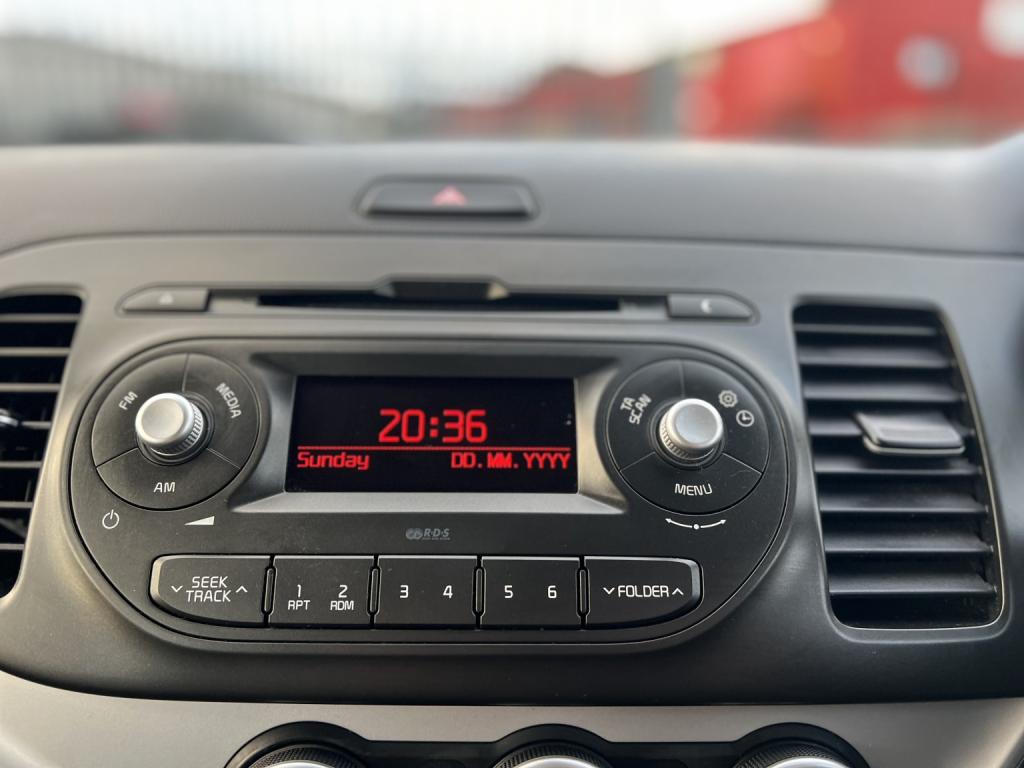 20:36
Sunday DD.MM.YYYY
FM
MEDIA
AM
TA
SCAN
MENU
R·D·S
SEEK
TRACK
1
RPT
2
RDM
3
4
5
6
FOLDER